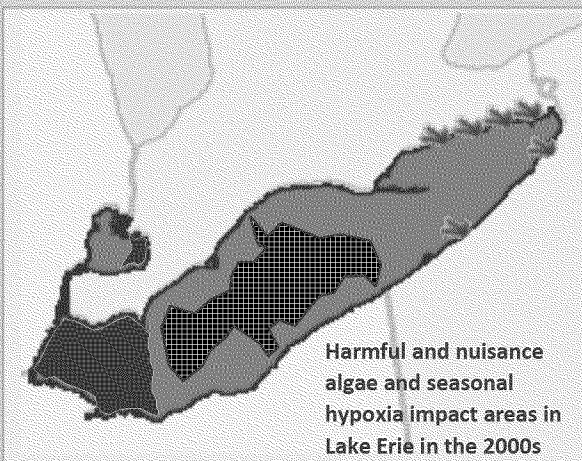 Harmful and nuisance
algae and seasonal
hypoxia impact areas in
Lake Erie in the 2000s